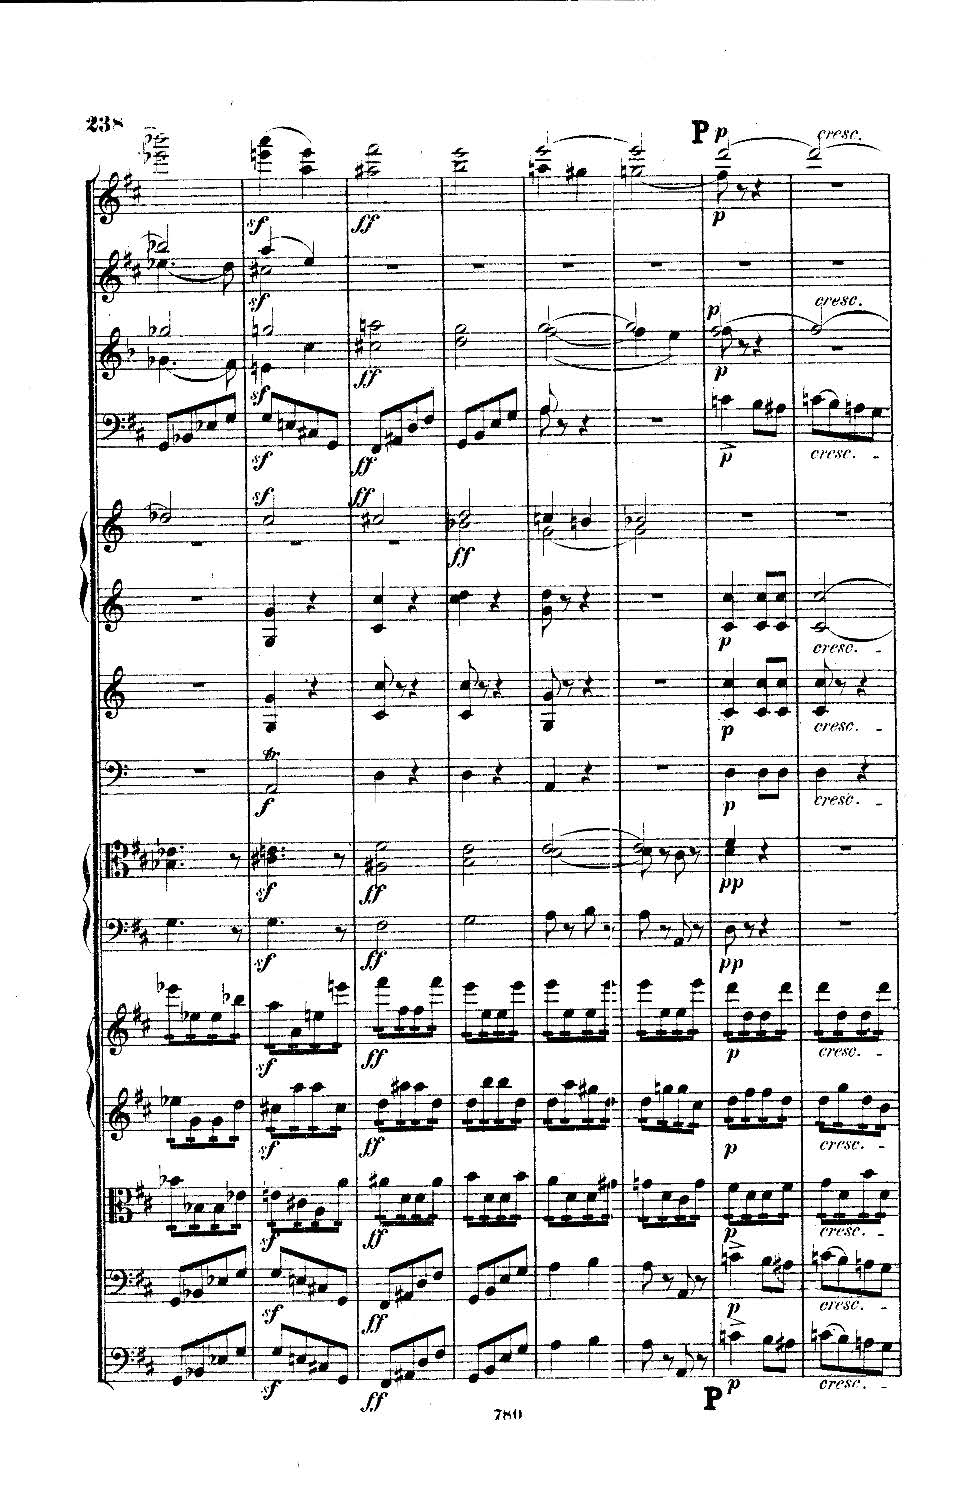 238
P p
cresc.
sf ff p
sf cresc.
p
sf ff p
sf ff p cresc.
sf ff
ff
p cresc.
p cresc.
tr
f p cresc.
sf ff pp
sf ff pp
sf ff p cresc.
sf ff p cresc.
sf ff p cresc.
sf ff p cresc.
sf ff p cresc.
P
780